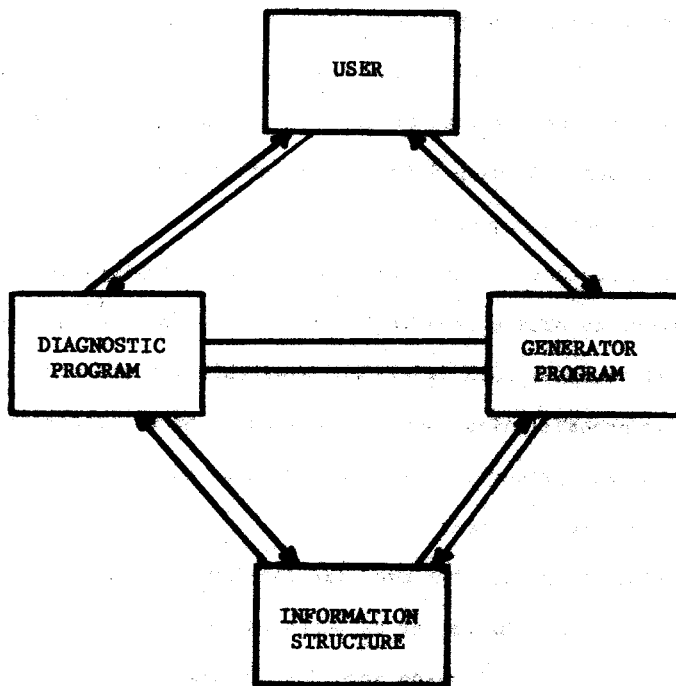 USER
DIAGNOSTIC
PROGRAM
GENERATOR
PROGRAM
INFORMATION
STRUCTURE